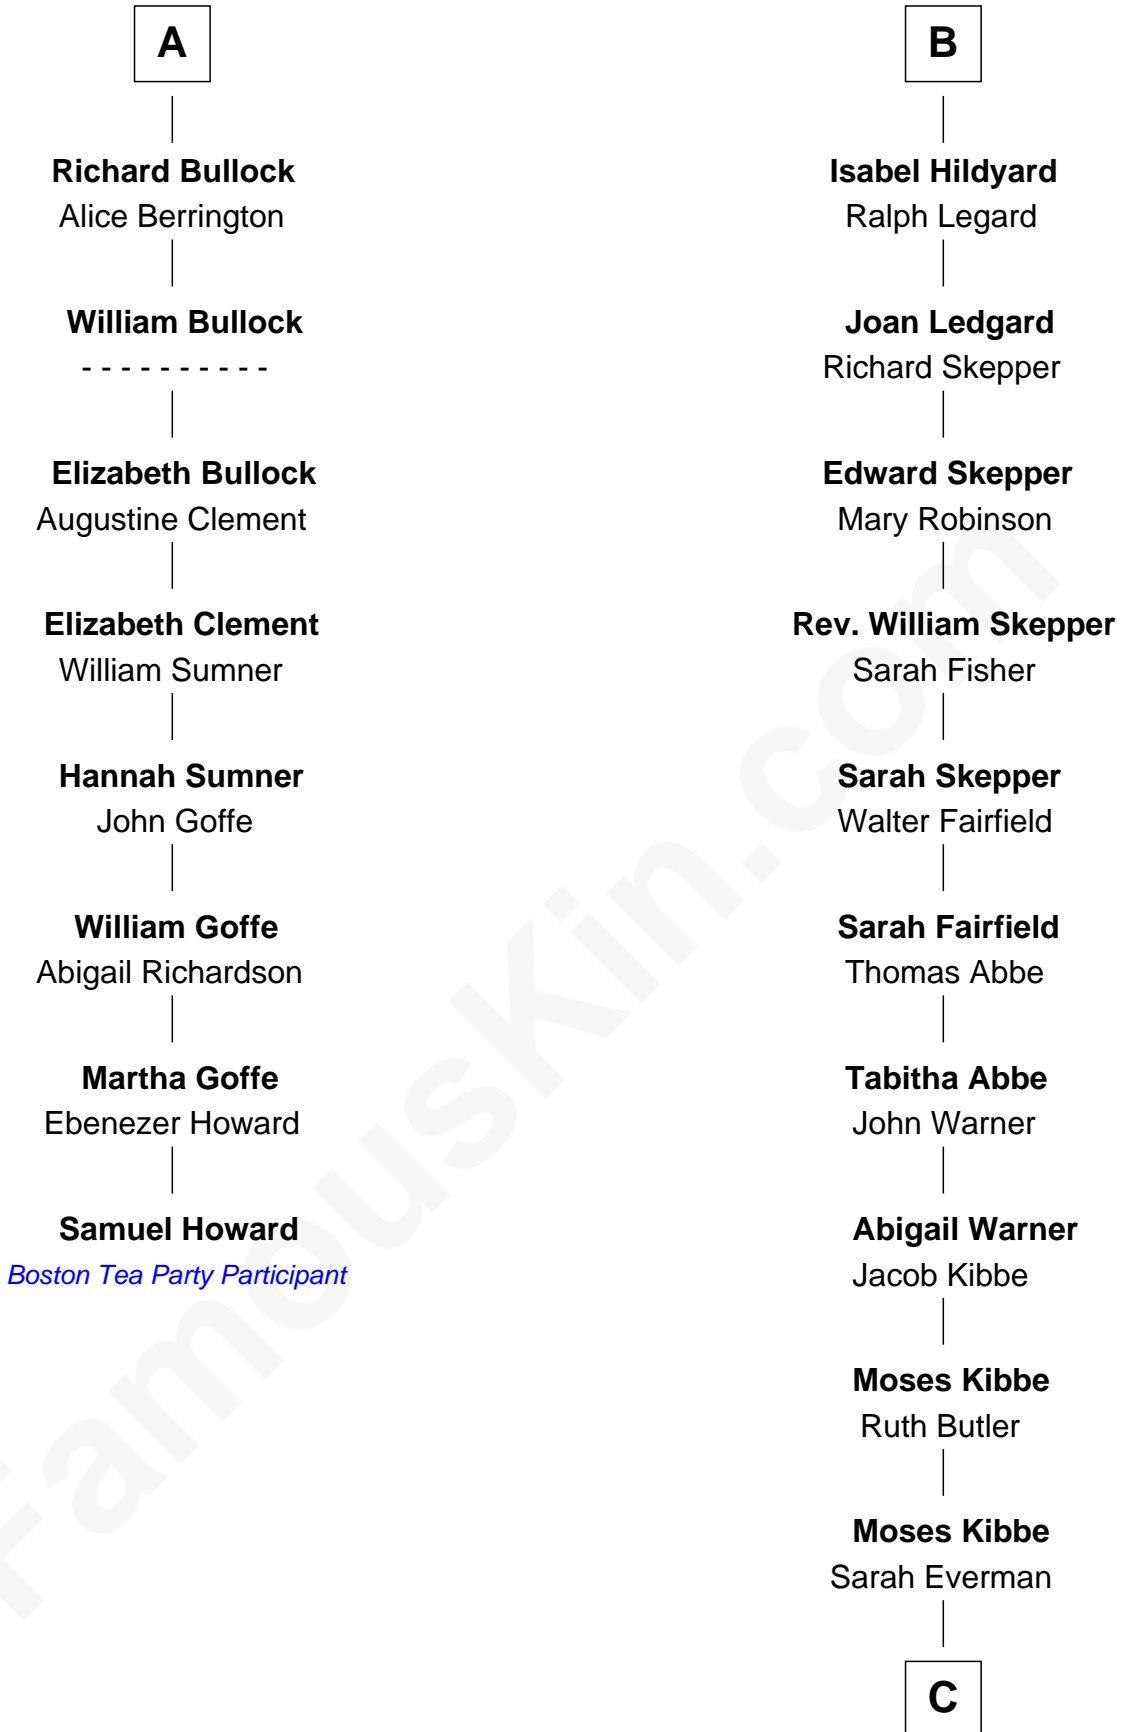 A
Richard Bullock
Alice Berrington
William Bullock
- - - - - - - - - -
Elizabeth Bullock
Augustine Clement
Elizabeth Clement
William Sumner
Hannah Sumner
John Goffe
William Goffe
Abigail Richardson
Martha Goffe
Ebenezer Howard
Samuel Howard
Boston Tea Party Participant
B
Isabel Hildyard
Ralph Legard
Joan Ledgard
Richard Skepper
Edward Skepper
Mary Robinson
Rev. William Skepper
Sarah Fisher
Sarah Skepper
Walter Fairfield
Sarah Fairfield
Thomas Abbe
Tabitha Abbe
John Warner
Abigail Warner
Jacob Kibbe
Moses Kibbe
Ruth Butler
Moses Kibbe
Sarah Everman
C
FamousKin.com